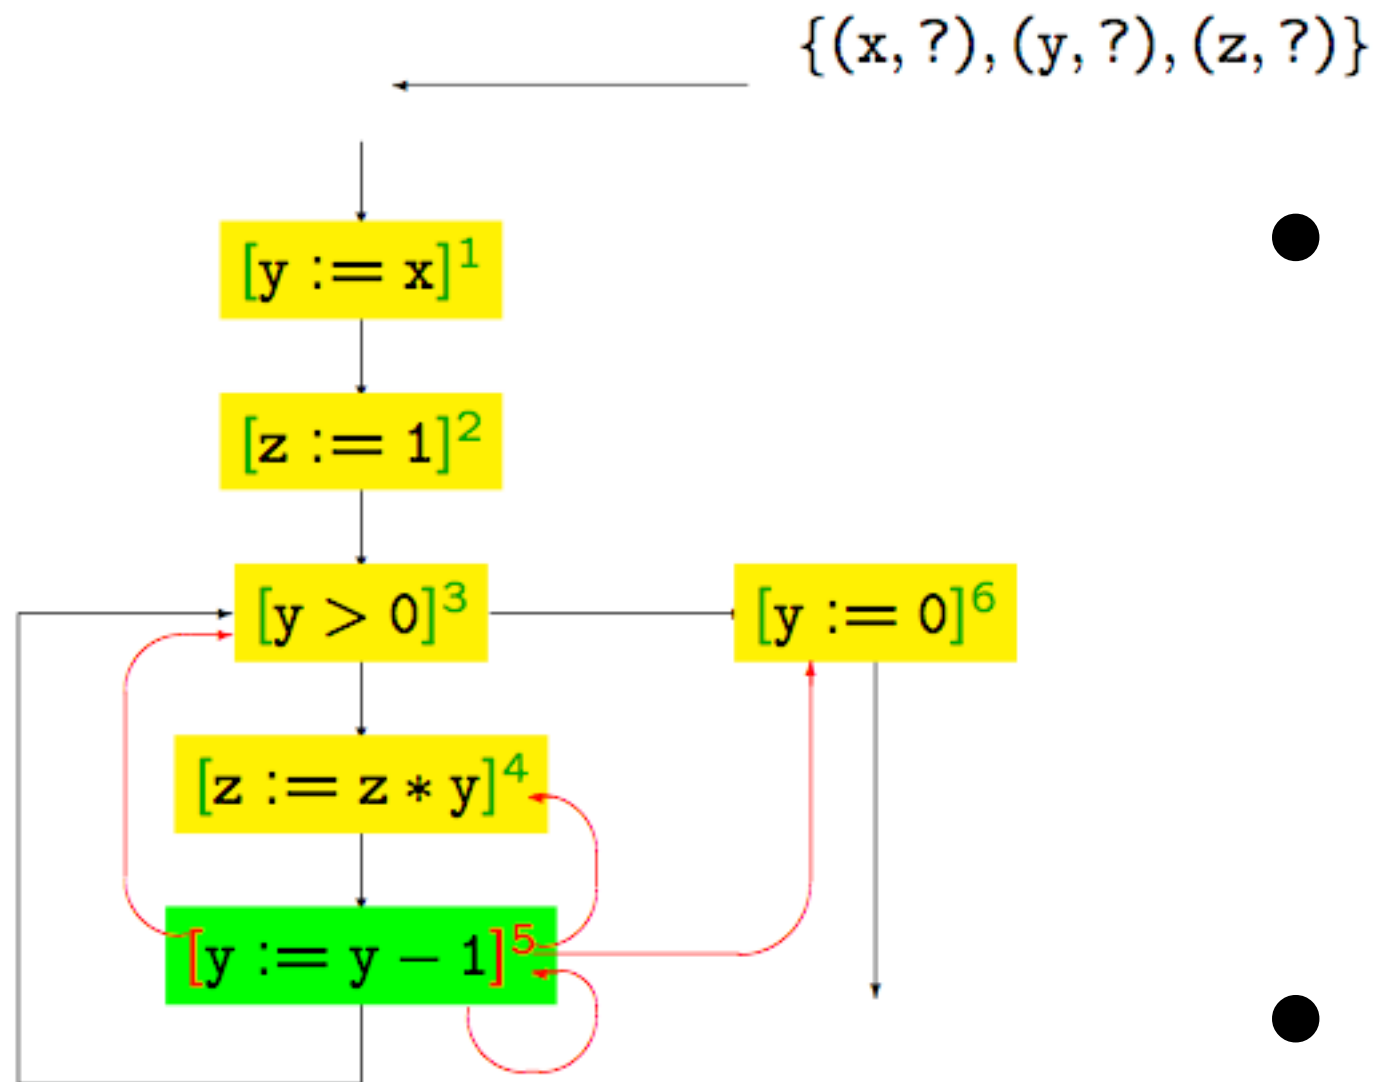 {(x, ?), (y, ?), (z, ?)}
[y := x]¹
[z := 1]²
[y > 0]³
[y := 0]⁶
[z := z * y]⁴
[y := y − 1]⁵